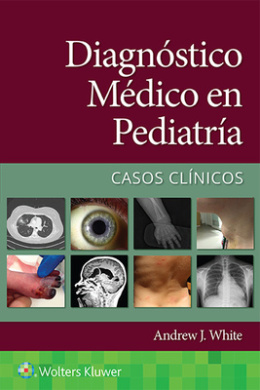 Diagnóstico
Médico en
Pediatría
CASOS CLÍNICOS
Andrew J. White
Wolters Kluwer